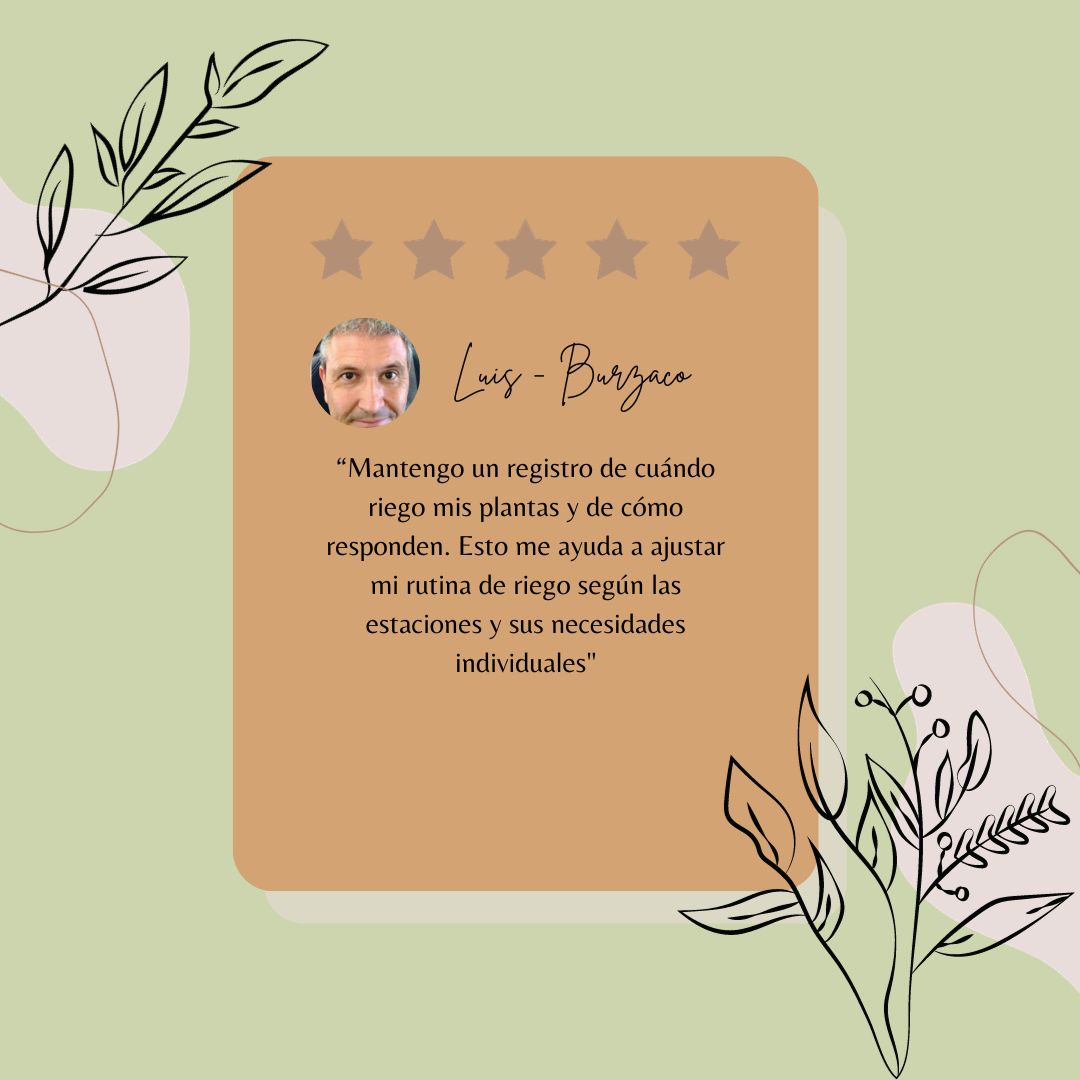 Luis - Burzaco
“Mantengo un registro de cuándo
riego mis plantas y de cómo
responden. Esto me ayuda a ajustar
mi rutina de riego según las
estaciones y sus necesidades
individuales"